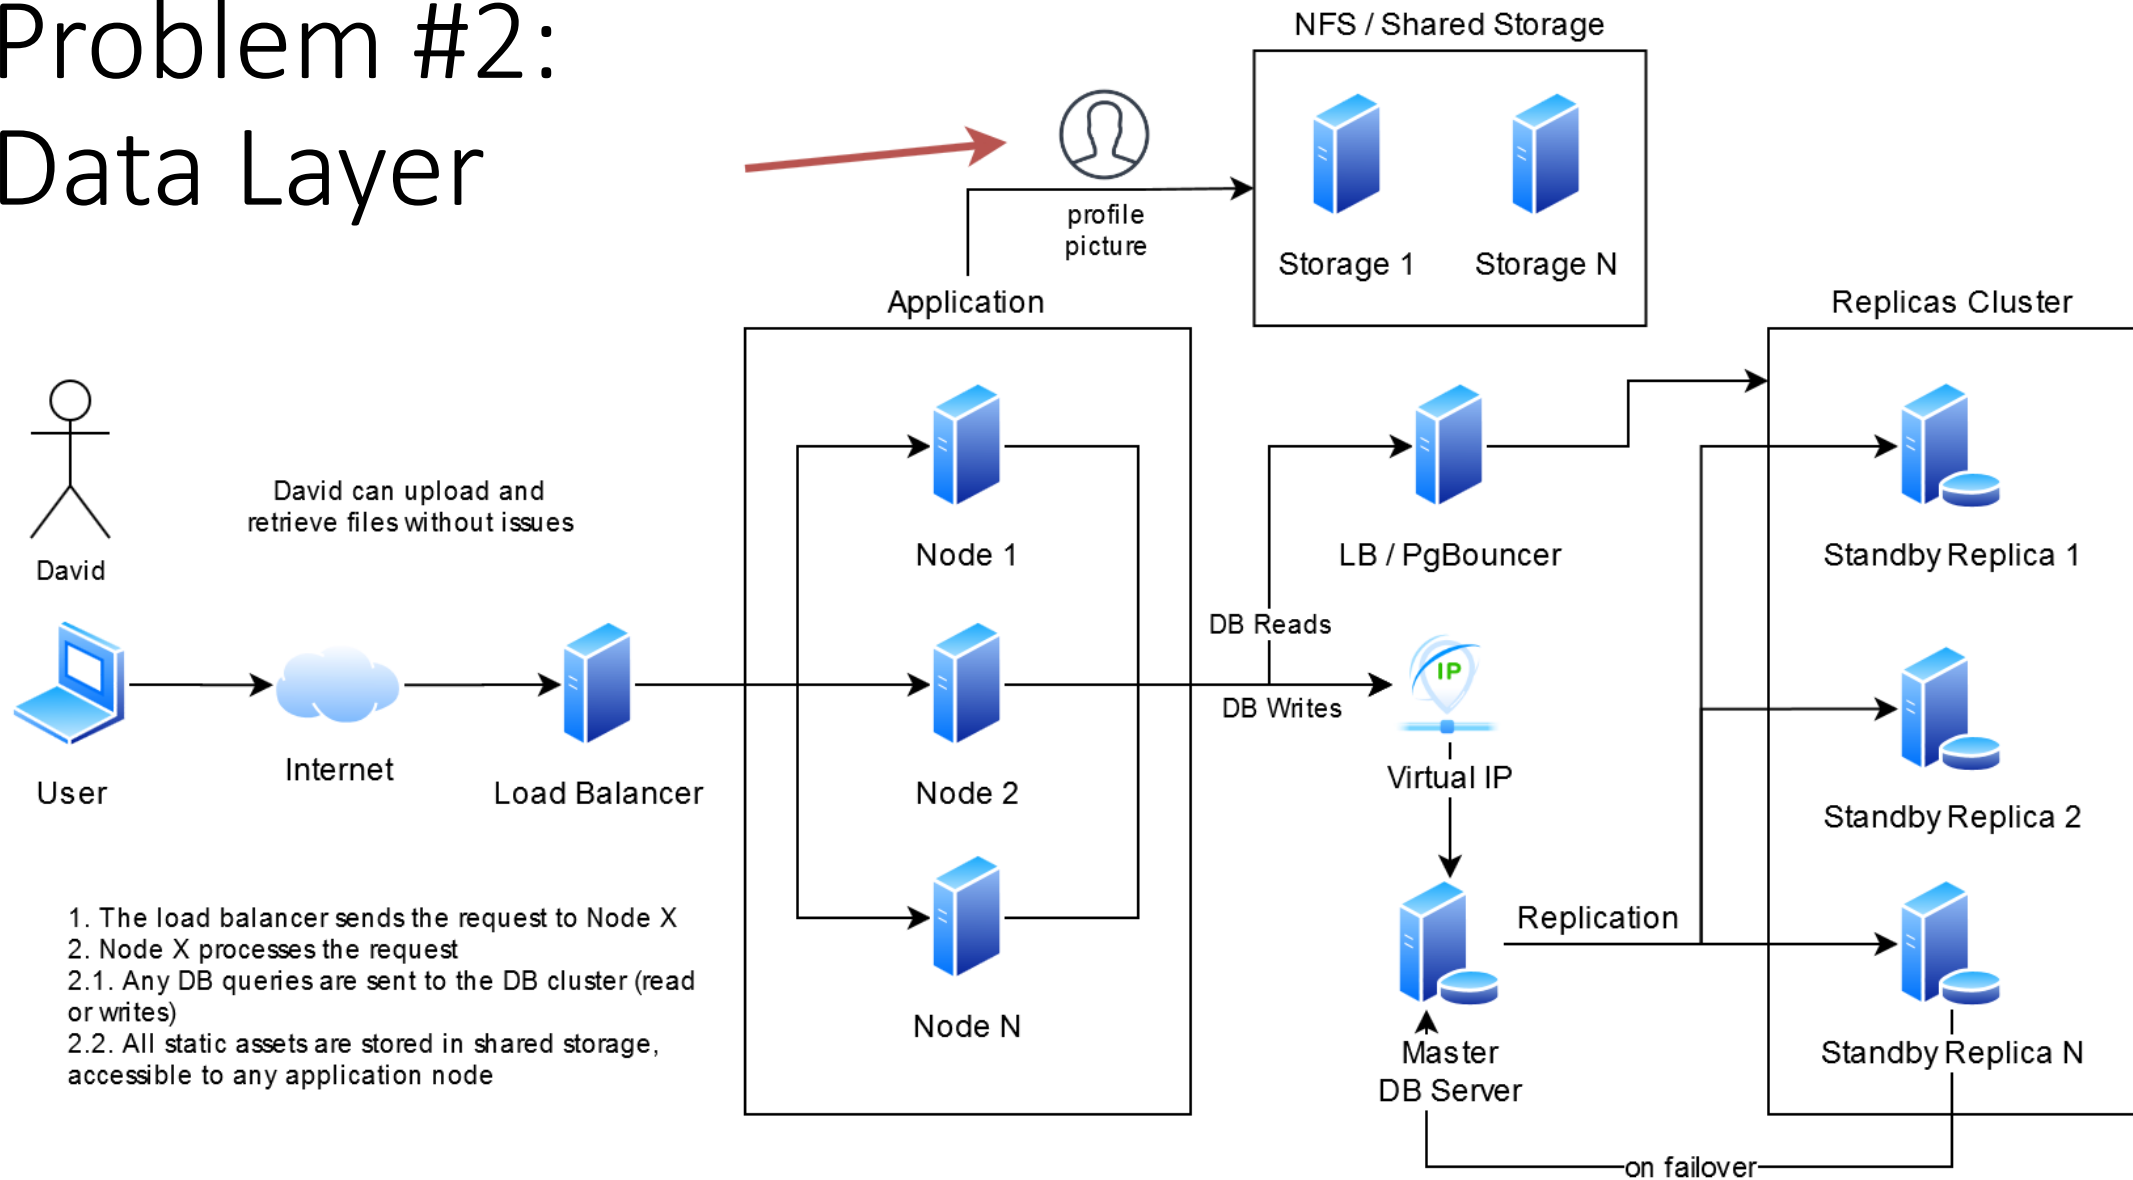 Problem #2:
Data Layer
NFS / Shared Storage
profile
picture
Storage 1
Storage N
Application
Replicas Cluster
David can upload and
retrieve files without issues
David
Node 1
LB / PgBouncer
Standby Replica 1
DB Reads
IP
DB Writes
Internet
Virtual IP
User
Load Balancer
Node 2
Standby Replica 2
1. The load balancer sends the request to Node X
2. Node X processes the request
2.1. Any DB queries are sent to the DB cluster (read
or writes)
2.2. All static assets are stored in shared storage,
accessible to any application node
Replication
Node N
Master
DB Server
Standby Replica N
on failover